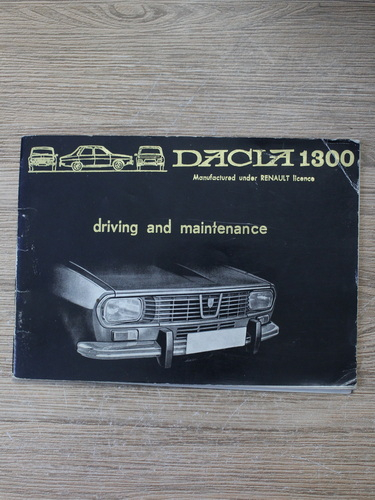 DACIA 1300
Manufactured under RENAULT licence
driving and maintenance